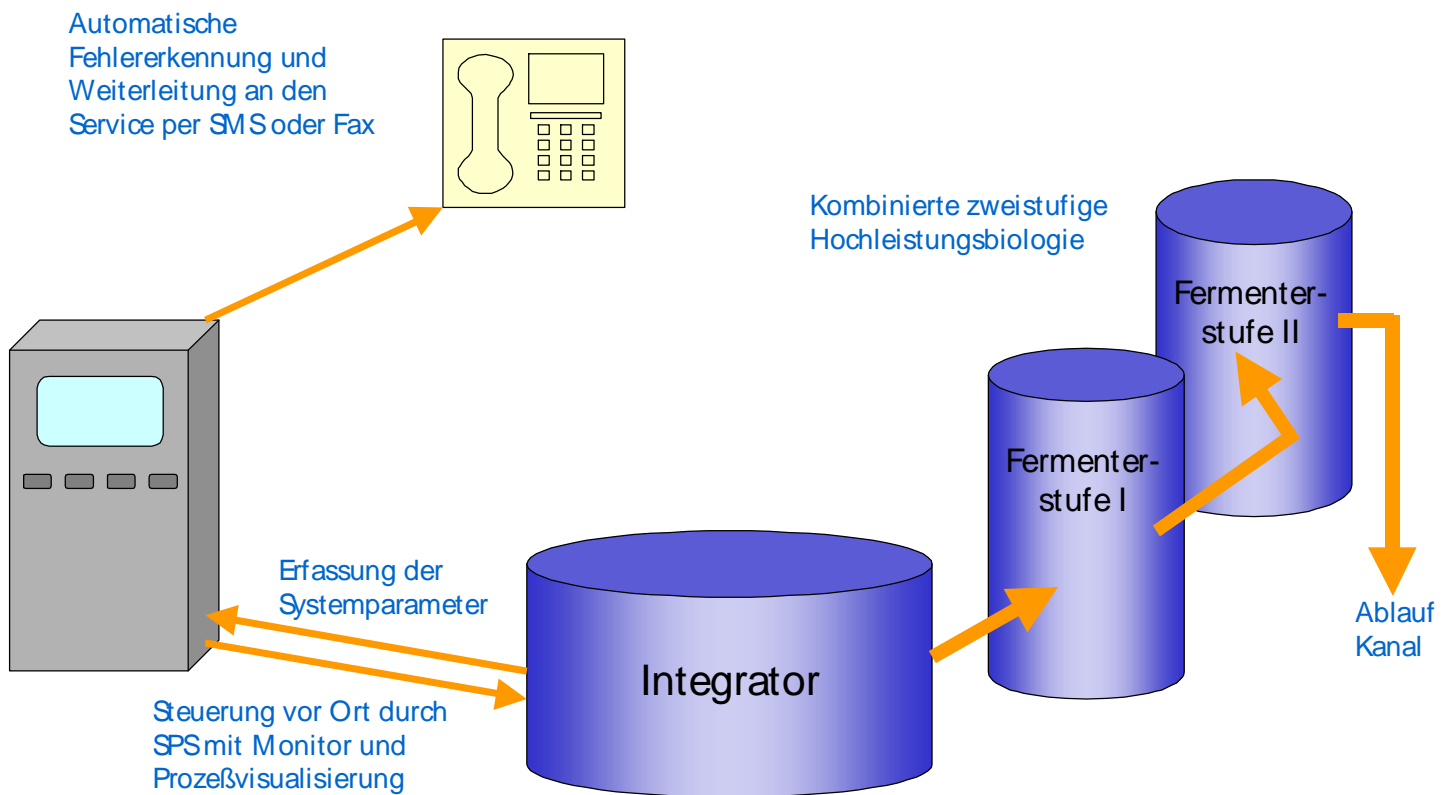 Automatische
Fehlererkennung und
Weiterleitung an den
Service per SMS oder Fax
Kombinierte zweistufige
Hochleistungsbiologie
Fermenter-
stufe II
Fermenter-
stufe I
Erfassung der
Systemparameter
Integrator
Ablauf
Kanal
Steuerung vor Ort durch
SPS mit Monitor und
Prozeßvisualisierung